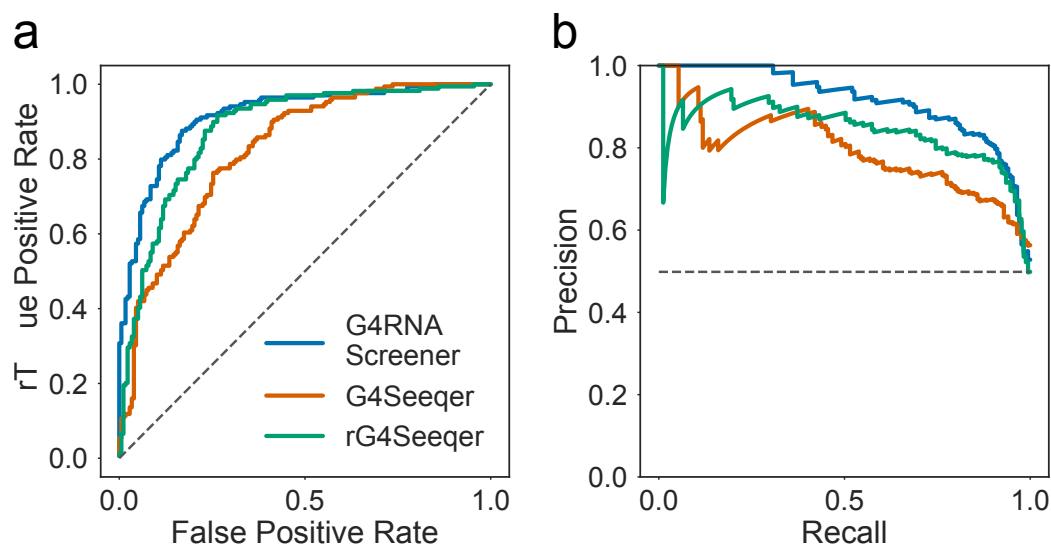 a
1.0
0.8
0.6
0.4
0.2
0.0
rT ue Positive Rate
G4RNA
Screener
G4Seeqer
rG4Seeqer
0.0 0.5 1.0
False Positive Rate
b
1.0
0.8
0.6
0.4
0.2
0.0
Precision
0.0 0.5 1.0
Recall